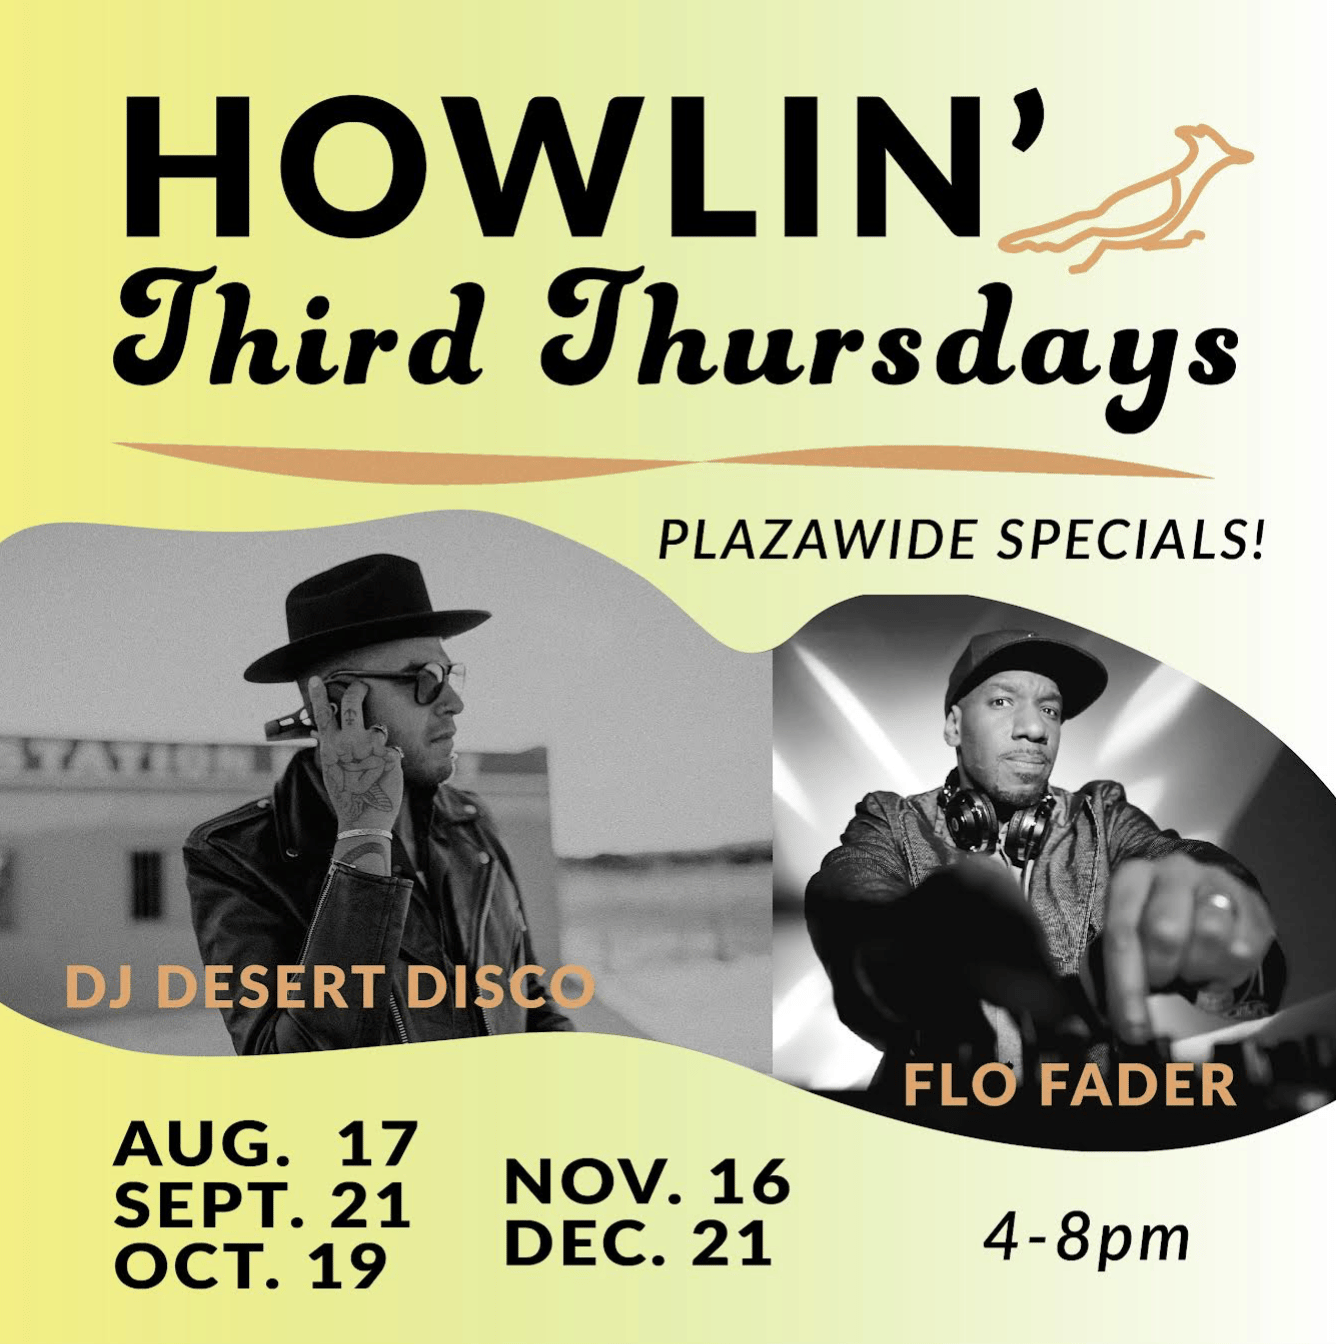 HOWLIN’
Third Thursdays
PLAZAWIDE SPECIALS!
DJ DESERT DISCO
FLO FADER
AUG. 17
SEPT. 21
OCT. 19
NOV. 16
DEC. 21
4-8pm